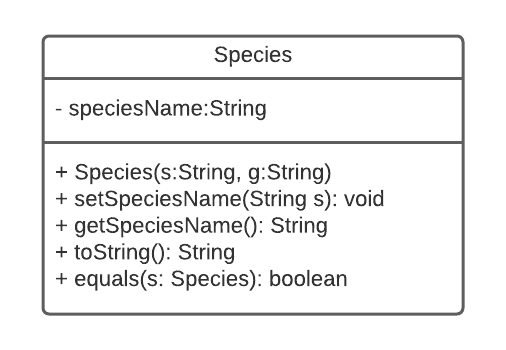 Species
- speciesName:String
+ Species(s:String, g:String)
+ setSpeciesName(String s): void
+ getSpeciesName(): String
+ toString(): String
+ equals(s: Species): boolean